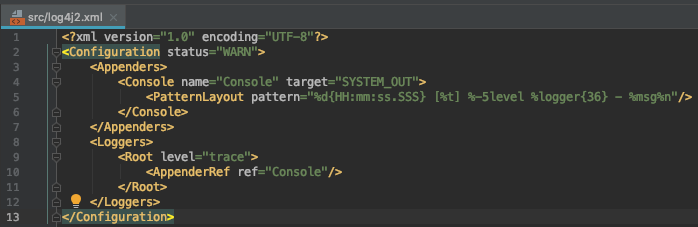 src/log4j2.xml
1 <?xml version="1.0" encoding="UTF-8"?>
2 <Configuration status="WARN">
3 <Appenders>
4 <Console name="Console" target="SYSTEM_OUT">
5 <PatternLayout pattern="%d{HH:mm:ss.SSS} [%t] %-5level %logger{36} - %msg%n"/>
6 </Console>
7 </Appenders>
8 <Loggers>
9 <Root level="trace">
10 <AppenderRef ref="Console"/>
11 </Root>
12 </Loggers>
13 </Configuration>